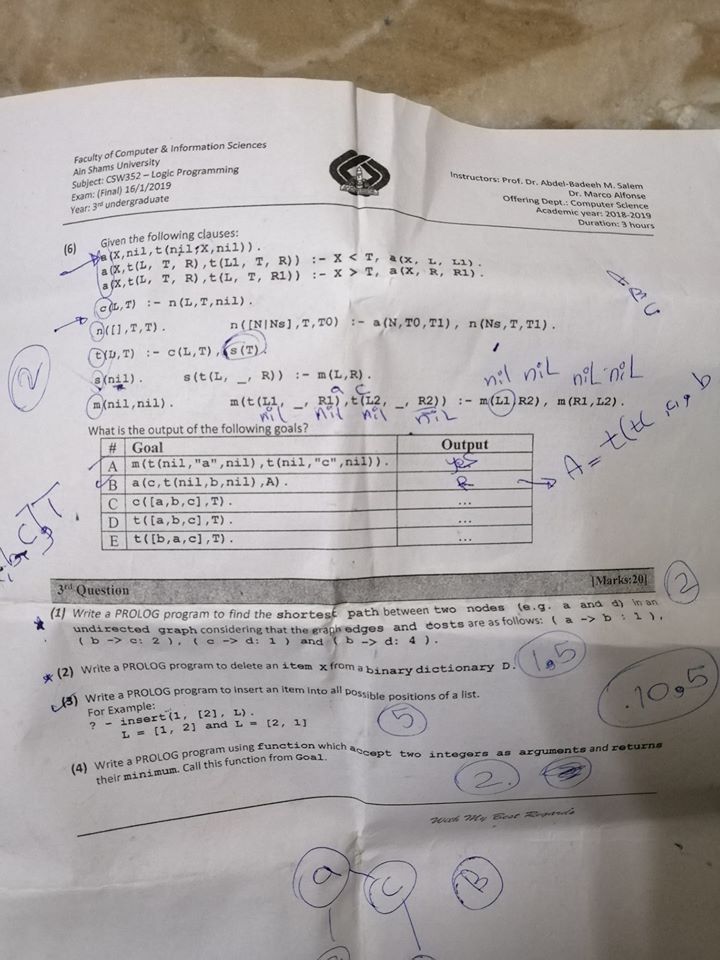 Faculty of Computer & Information Sciences
Ain Shams University
Subject: CSW352 – Logic Programming
Exam: (Final) 16/1/2019
Year: 3rd undergraduate
Instructors: Prof. Dr. Abdel-Badeeh M. Salem
Dr. Marco Alfonse
Offering Dept.: Computer Science
Academic year: 2018-2019
Duration: 3 hours
(6) Given the following clauses:
a(X,nil,t(nil,X,nil)).
a(X,t(L, T, R),t(L1, T, R)) :- X < T, a(X, L, L1).
a(X,t(L, T, R),t(L, T, R1)) :- X > T, a(X, R, R1).
c(L,T) :- n(L,T,nil).
n([],T,T). n([N|Ns],T,T0) :- a(N,T0,T1), n(Ns,T,T1).
t(D,T) :- c(L,T), s(T).
2
s(nil). s(t(L, _, R)) :- m(L,R).
nil nil nil nil
a c
m(nil,nil). m(t(L1, _, R1),t(L2, _, R2)) :- m(L1,R2), m(R1,L2).
nil nil nil nil
What is the output of the following goals?
# Goal Output
A m(t(nil,"a",nil),t(nil,"c",nil)). yes
B a(c,t(nil,b,nil),A).
A= t(t( , a, b
C c([a,b,c],T). ...
D t([a,b,c],T). ...
E t([b,a,c],T). ...
3rd Question [Marks:20]
2
(1) Write a PROLOG program to find the shortest path between two nodes (e.g. a and d) in an
undirected graph considering that the graph edges and costs are as follows: ( a -> b : 1 ),
( b -> c: 2 ), ( c -> d: 1 ) and ( b -> d: 4 ).
(2) Write a PROLOG program to delete an item X from a binary dictionary D. 1,5
(3) Write a PROLOG program to insert an item into all possible positions of a list.
For Example:
? - insert(1, [2], L).
L = [1, 2] and L = [2, 1]
5
10,5
(4) Write a PROLOG program using function which accept two integers as arguments and returns
their minimum. Call this function from Goal.
2.
With My Best Regards
a c B